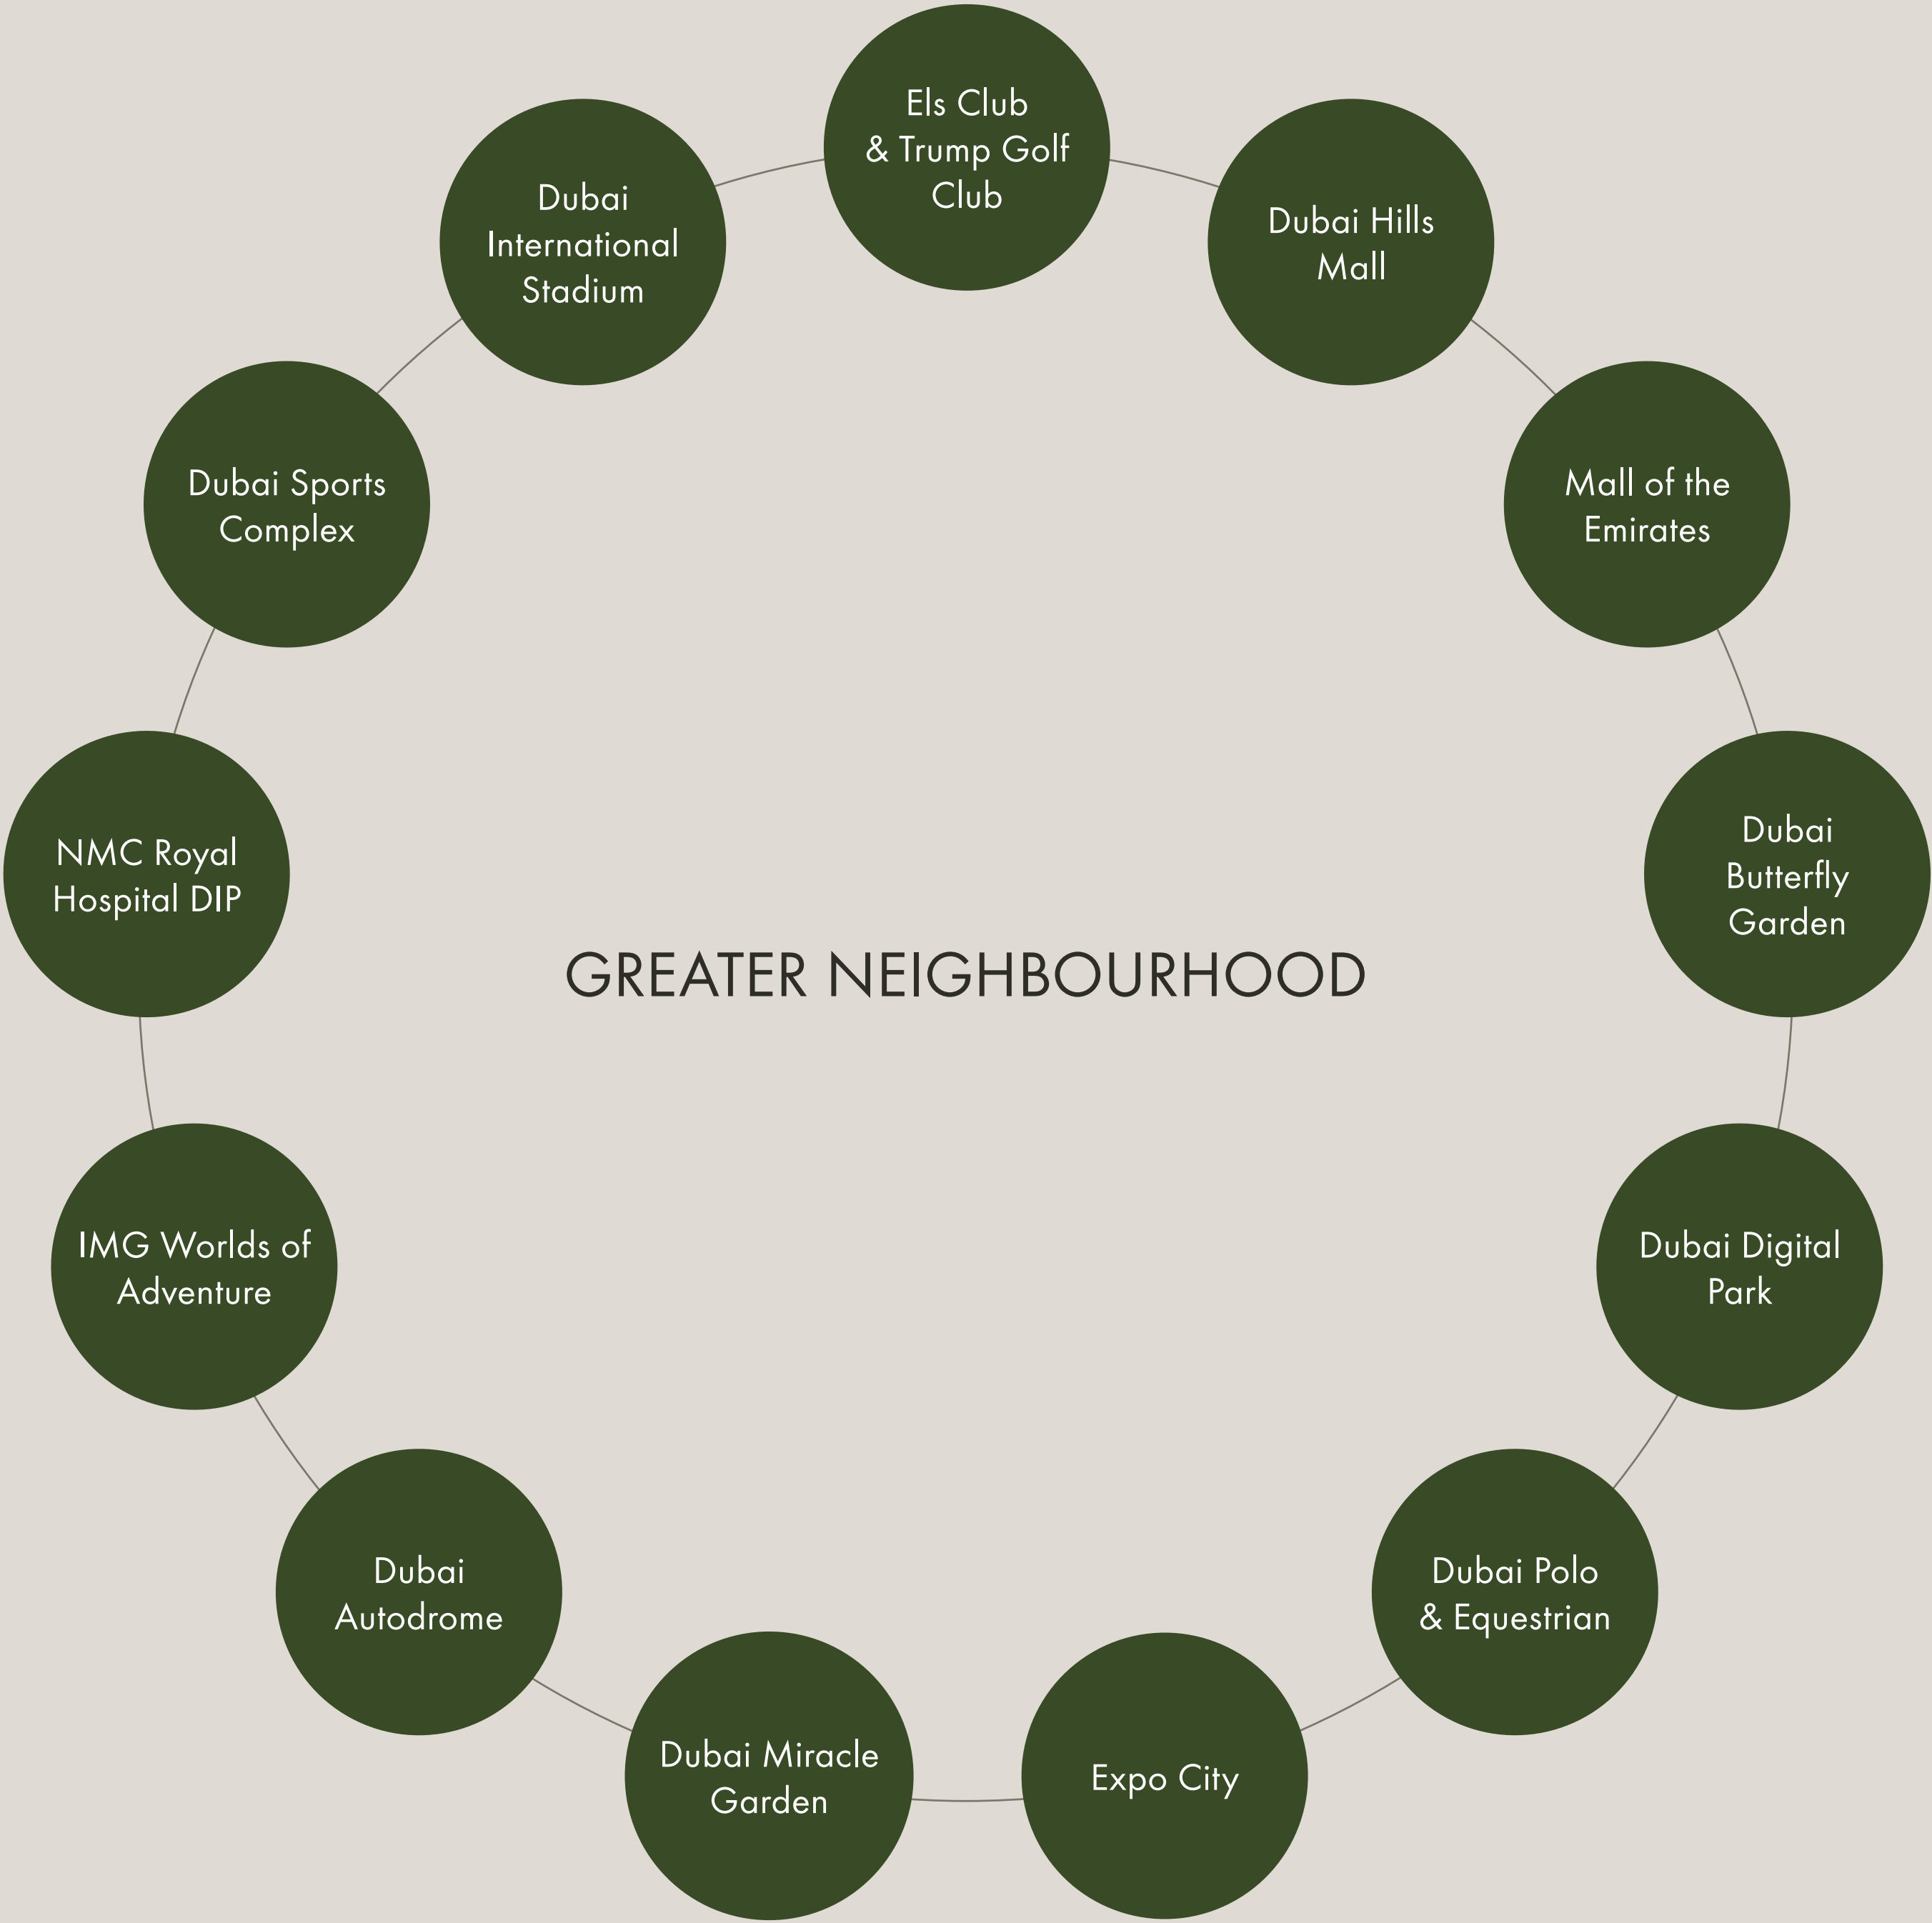 Els Club
& Trump Golf
Club
Dubai Hills
Mall
Mall of the
Emirates
Dubai
Butterfly
Garden
Dubai Digital
Park
Dubai Polo
& Equestrian
Expo City
Dubai Miracle
Garden
Dubai
Autodrome
IMG Worlds of
Adventure
NMC Royal
Hospital DIP
Dubai Sports
Complex
Dubai
International
Stadium
GREATER NEIGHBOURHOOD